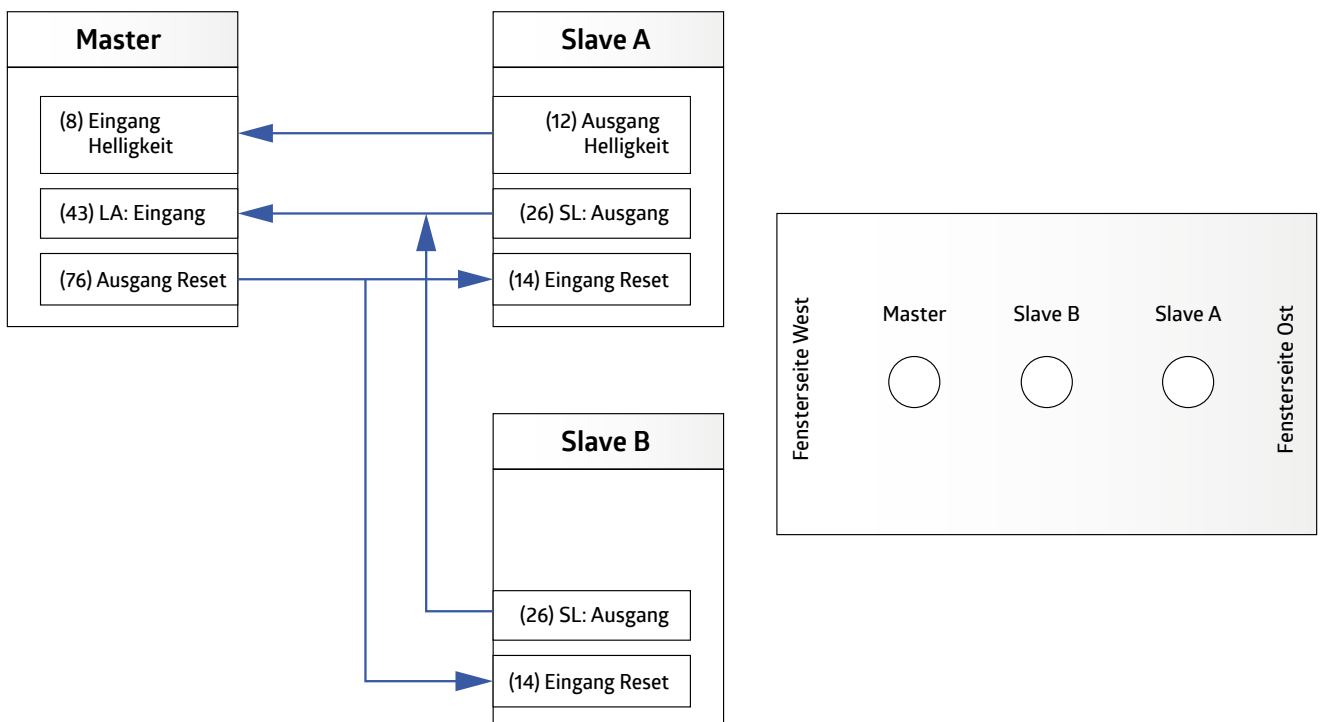 Master
(8) Eingang
Helligkeit
(43) LA: Eingang
(76) Ausgang Reset
Slave A
(12) Ausgang
Helligkeit
(26) SL: Ausgang
(14) Eingang Reset
Slave B
(26) SL: Ausgang
(14) Eingang Reset
Fensterseite West
Master
Slave B
Slave A
Fensterseite Ost